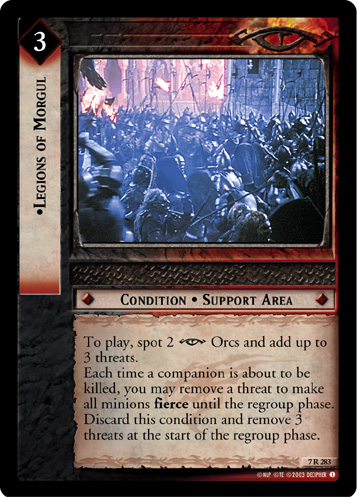 3
•Legions of Morgul
Condition • Support Area
To play, spot 2 Orcs and add up to
3 threats.
Each time a companion is about to be
killed, you may remove a threat to make
all minions fierce until the regroup phase.
Discard this condition and remove 3
threats at the start of the regroup phase.
7 R 283
©NLP ©TE ©2003 DECIPHER